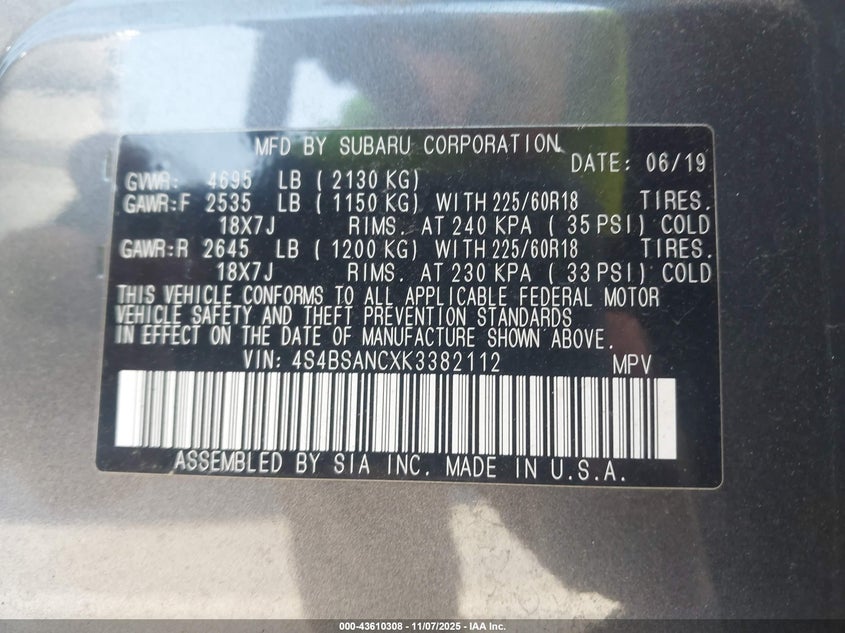 MFD BY SUBARU CORPORATION
DATE: 06/19
GVWR: 4695 LB ( 2130 KG)
GAWR:F 2535 LB ( 1150 KG) WITH 225/60R18 TIRES.
18X7J RIMS. AT 240 KPA ( 35 PSI) COLD
GAWR:R 2645 LB ( 1200 KG) WITH 225/60R18 TIRES.
18X7J RIMS. AT 230 KPA ( 33 PSI) COLD
THIS VEHICLE CONFORMS TO ALL APPLICABLE FEDERAL MOTOR
VEHICLE SAFETY AND THEFT PREVENTION STANDARDS
IN EFFECT ON THE DATE OF MANUFACTURE SHOWN ABOVE.
VIN: 4S4BSANCXK3382112 MPV
ASSEMBLED BY SIA INC. MADE IN U.S.A.
000-43610308 - 11/07/2025 - IAA Inc.